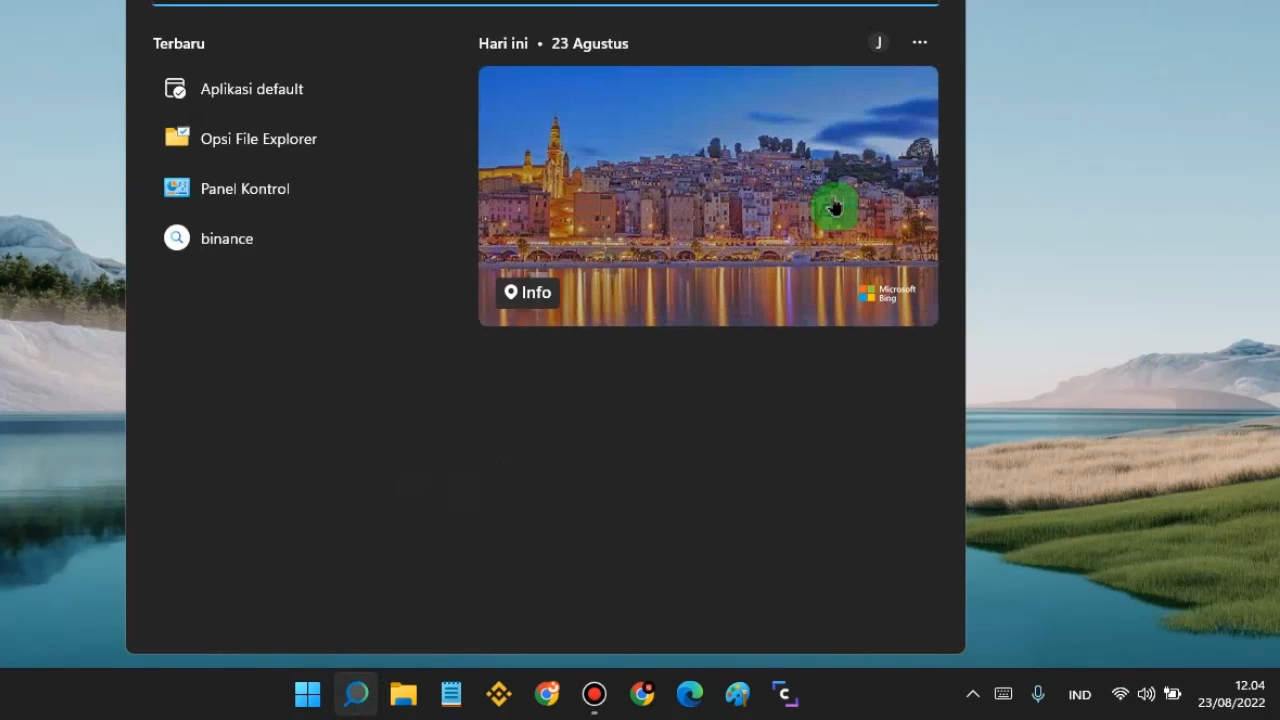 Terbaru
Hari ini • 23 Agustus
J
Aplikasi default
Opsi File Explorer
Panel Kontrol
binance
Info
Microsoft
Bing
C
IND
12.04
23/08/2022